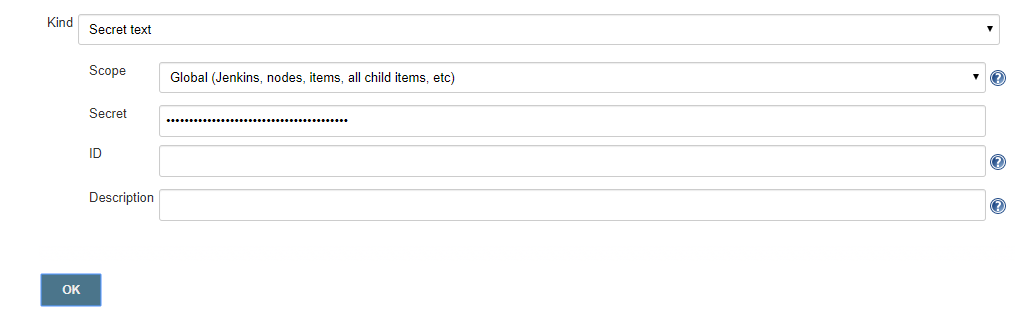 Kind
Secret text
Scope
Global (Jenkins, nodes, items, all child items, etc)
Secret
••••••••••••••••••••••••••••••••••••••••
ID
Description
OK